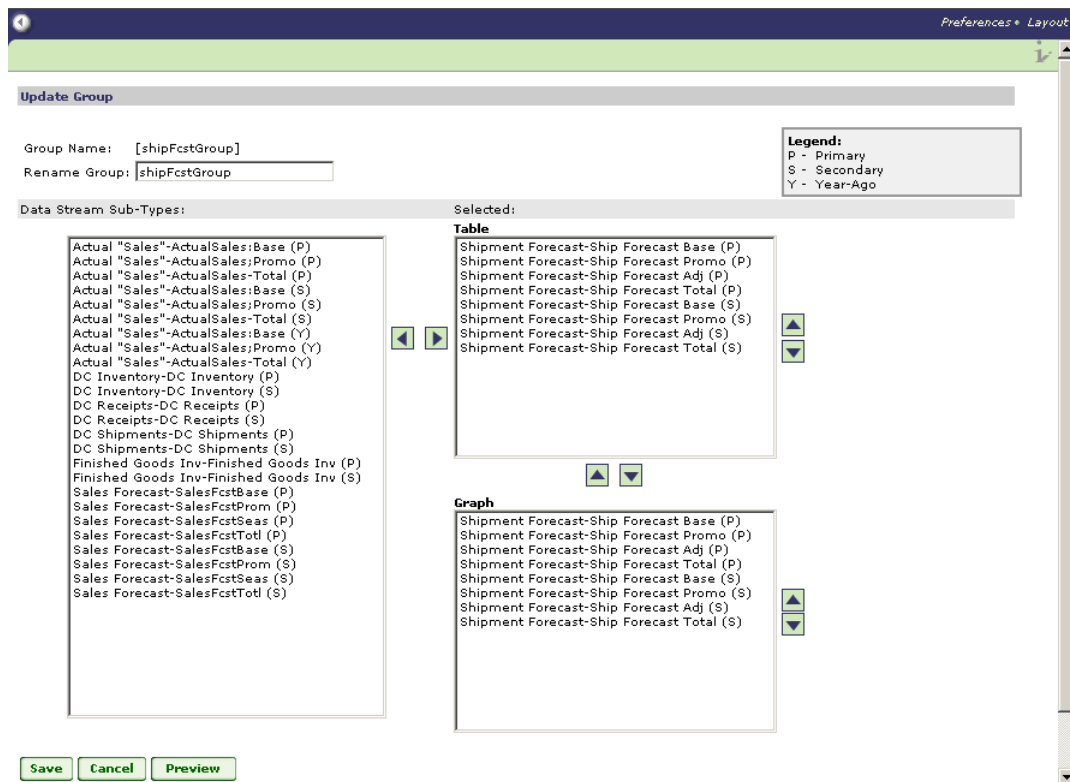 Preferences • Layout
Update Group
Group Name: [shipFcstGroup]
Rename Group: shipFcstGroup
Legend:
P - Primary
S - Secondary
Y - Year-Ago
Data Stream Sub-Types:
Selected:
Actual "Sales"-ActualSales:Base (P)
Actual "Sales"-ActualSales;Promo (P)
Actual "Sales"-ActualSales-Total (P)
Actual "Sales"-ActualSales:Base (S)
Actual "Sales"-ActualSales;Promo (S)
Actual "Sales"-ActualSales-Total (S)
Actual "Sales"-ActualSales:Base (Y)
Actual "Sales"-ActualSales;Promo (Y)
Actual "Sales"-ActualSales-Total (Y)
DC Inventory-DC Inventory (P)
DC Inventory-DC Inventory (S)
DC Receipts-DC Receipts (P)
DC Receipts-DC Receipts (S)
DC Shipments-DC Shipments (P)
DC Shipments-DC Shipments (S)
Finished Goods Inv-Finished Goods Inv (P)
Finished Goods Inv-Finished Goods Inv (S)
Sales Forecast-SalesFcstBase (P)
Sales Forecast-SalesFcstProm (P)
Sales Forecast-SalesFcstSeas (P)
Sales Forecast-SalesFcstTotl (P)
Sales Forecast-SalesFcstBase (S)
Sales Forecast-SalesFcstProm (S)
Sales Forecast-SalesFcstSeas (S)
Sales Forecast-SalesFcstTotl (S)
Table
Shipment Forecast-Ship Forecast Base (P)
Shipment Forecast-Ship Forecast Promo (P)
Shipment Forecast-Ship Forecast Adj (P)
Shipment Forecast-Ship Forecast Total (P)
Shipment Forecast-Ship Forecast Base (S)
Shipment Forecast-Ship Forecast Promo (S)
Shipment Forecast-Ship Forecast Adj (S)
Shipment Forecast-Ship Forecast Total (S)
Graph
Shipment Forecast-Ship Forecast Base (P)
Shipment Forecast-Ship Forecast Promo (P)
Shipment Forecast-Ship Forecast Adj (P)
Shipment Forecast-Ship Forecast Total (P)
Shipment Forecast-Ship Forecast Base (S)
Shipment Forecast-Ship Forecast Promo (S)
Shipment Forecast-Ship Forecast Adj (S)
Shipment Forecast-Ship Forecast Total (S)
Save Cancel Preview